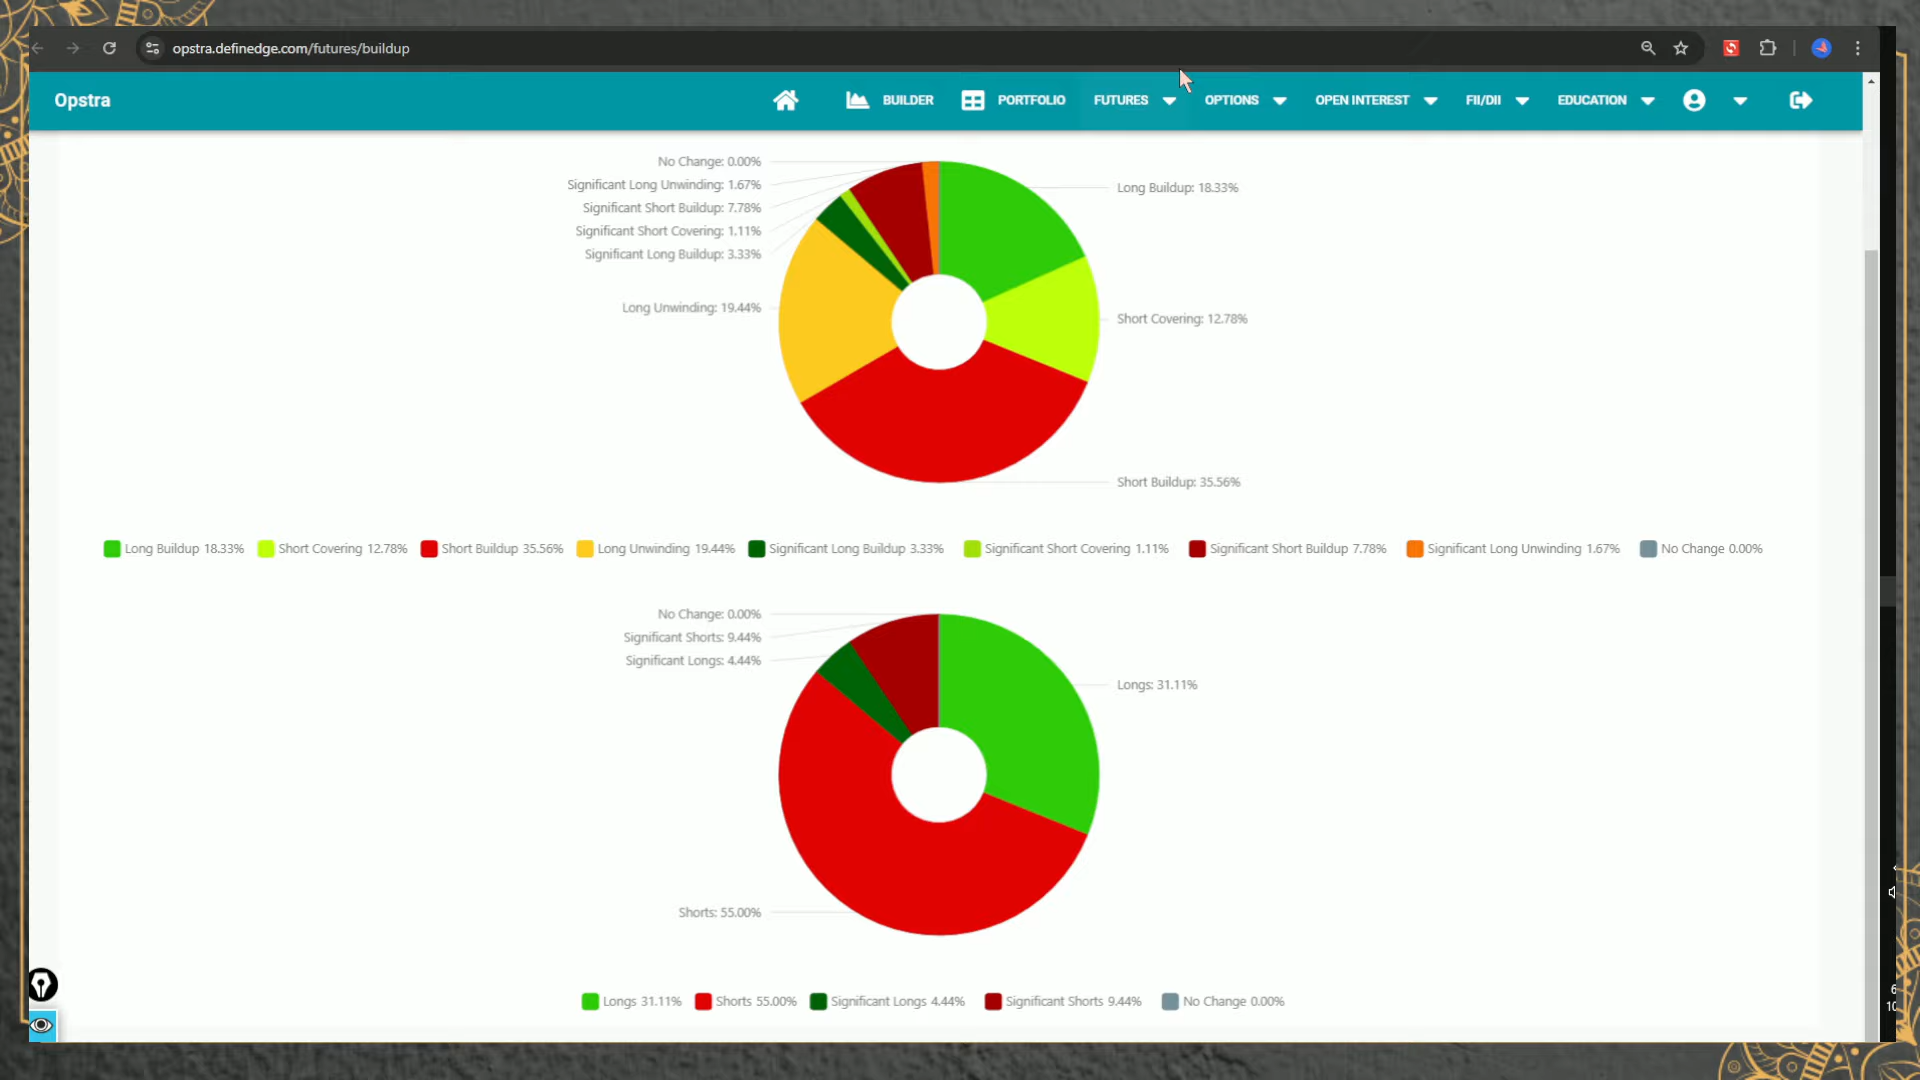 opstra.definedge.com/futures/buildup
Opstra
BUILDER
PORTFOLIO
FUTURES
OPTIONS
OPEN INTEREST
FII/DII
EDUCATION
No Change: 0.00%
Significant Long Unwinding: 1.67%
Significant Short Buildup: 7.78%
Significant Short Covering: 1.11%
Significant Long Buildup: 3.33%
Long Unwinding: 19.44%
Long Buildup: 18.33%
Short Covering: 12.78%
Short Buildup: 35.56%
Long Buildup 18.33% Short Covering 12.78% Short Buildup 35.56% Long Unwinding 19.44% Significant Long Buildup 3.33% Significant Short Covering 1.11% Significant Short Buildup 7.78% Significant Long Unwinding 1.67% No Change 0.00%
No Change: 0.00%
Significant Shorts: 9.44%
Significant Longs: 4.44%
Longs: 31.11%
Shorts: 55.00%
Longs 31.11% Shorts 55.00% Significant Longs 4.44% Significant Shorts 9.44% No Change 0.00%